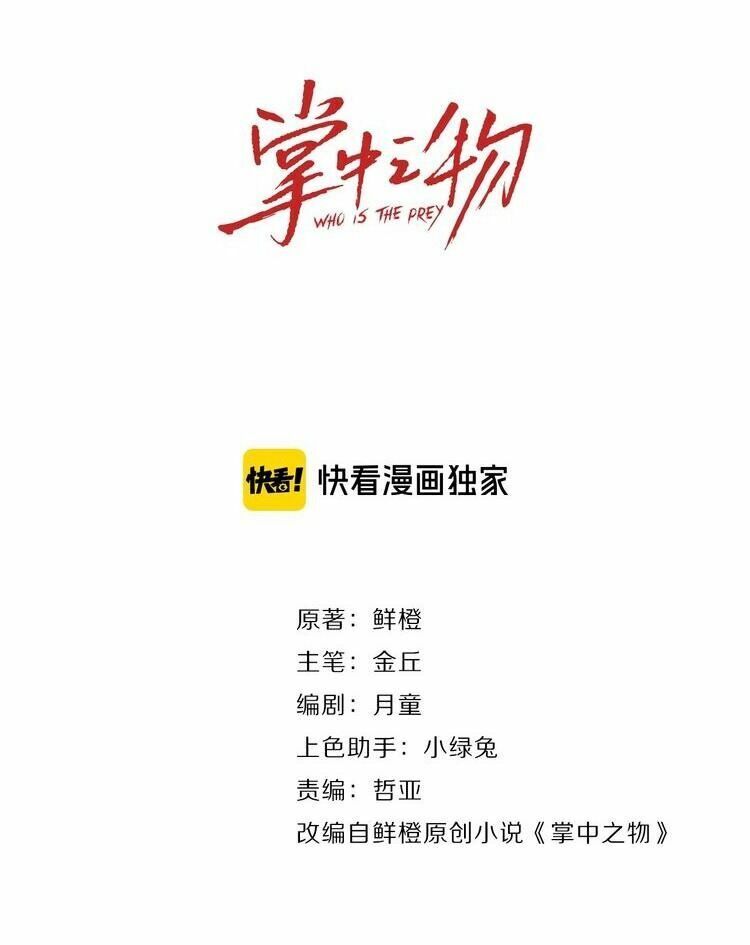 掌中之物
WHO IS THE PREY
快看! 快看漫画独家
原著：鲜橙
主笔：金丘
编剧：月童
上色助手：小绿兔
责编：哲亚
改编自鲜橙原创小说《掌中之物》